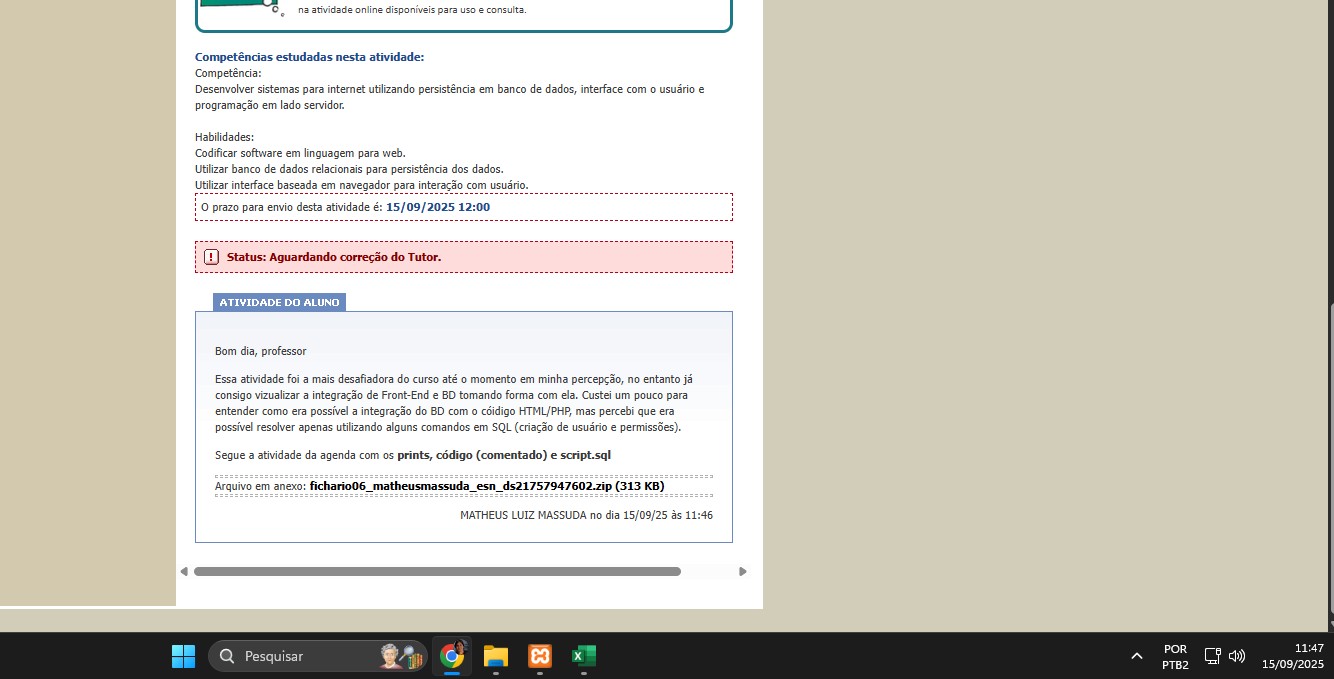 na atividade online disponíveis para uso e consulta.
Competências estudadas nesta atividade:
Competência:
Desenvolver sistemas para internet utilizando persistência em banco de dados, interface com o usuário e
programação em lado servidor.
Habilidades:
Codificar software em linguagem para web.
Utilizar banco de dados relacionais para persistência dos dados.
Utilizar interface baseada em navegador para interação com usuário.
O prazo para envio desta atividade é: 15/09/2025 12:00
Status: Aguardando correção do Tutor.
ATIVIDADE DO ALUNO
Bom dia, professor
Essa atividade foi a mais desafiadora do curso até o momento em minha percepção, no entanto já
consigo vizualizar a integração de Front-End e BD tomando forma com ela. Custei um pouco para
entender como era possível a integração do BD com o cóidigo HTML/PHP, mas percebi que era
possível resolver apenas utilizando alguns comandos em SQL (criação de usuário e permissões).
Segue a atividade da agenda com os prints, código (comentado) e script.sql
Arquivo em anexo: fichario06_matheusmassuda_esn_ds21757947602.zip (313 KB)
MATHEUS LUIZ MASSUDA no dia 15/09/25 às 11:46
Pesquisar
POR
PTB2
11:47
15/09/2025